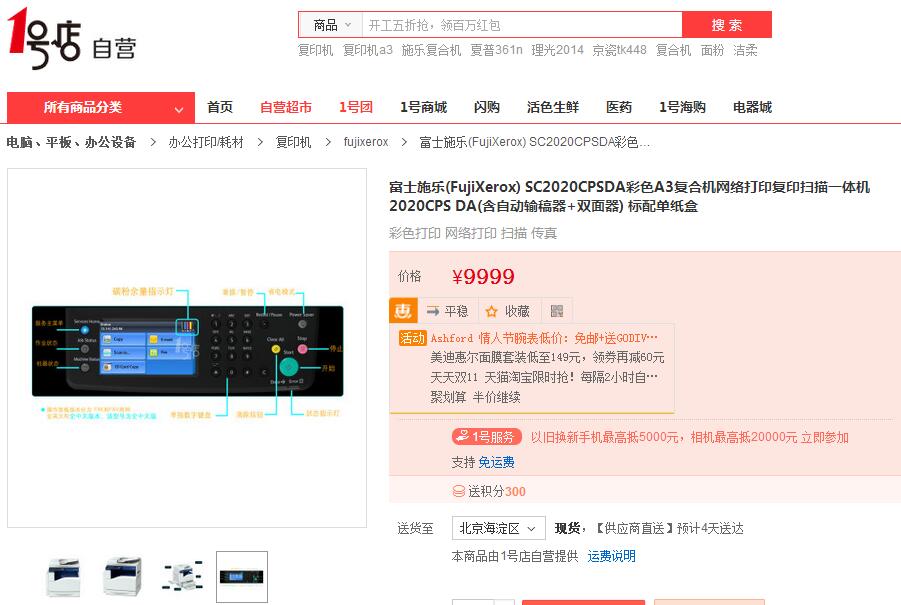 1号店 自营
商品 开工五折抢，领百万红包 搜 索
复印机 复印机a3 施乐复合机 夏普361n 理光2014 京瓷tk448 复合机 面粉 洁柔
所有商品分类 首页 自营超市 1号团 1号商城 闪购 活色生鲜 医药 1号海购 电器城
电脑、平板、办公设备 > 办公打印/耗材 > 复印机 > fujixerox > 富士施乐(FujiXerox) SC2020CPSDA彩色...
富士施乐(FujiXerox) SC2020CPSDA彩色A3复合机网络打印复印扫描一体机
2020CPS DA(含自动输稿器+双面器) 标配单纸盒
彩色打印 网络打印 扫描 传真
价格 ¥9999
惠 平稳 收藏
活动 Ashford 情人节腕表低价：免邮+送GODIV…
美迪惠尔面膜套装低至149元，领券再减60元
天天双11 天猫淘宝限时抢！每隔2小时自…
聚划算 半价继续
1号服务 以旧换新手机最高抵5000元，相机最高抵20000元 立即参加
支持 免运费
送积分300
送货至 北京海淀区 现货，【供应商直送】预计4天送达
本商品由1号店自营提供 运费说明
碳粉余量指示灯
省电模式
服务主菜单
作业状态
机器状态
Services Home
Job Status
Machine Status
Copy
ID Card Copy
Power Saver
Clear All
Stop
Start
停止
开始
单独数字键盘
清除按钮
状态指示灯